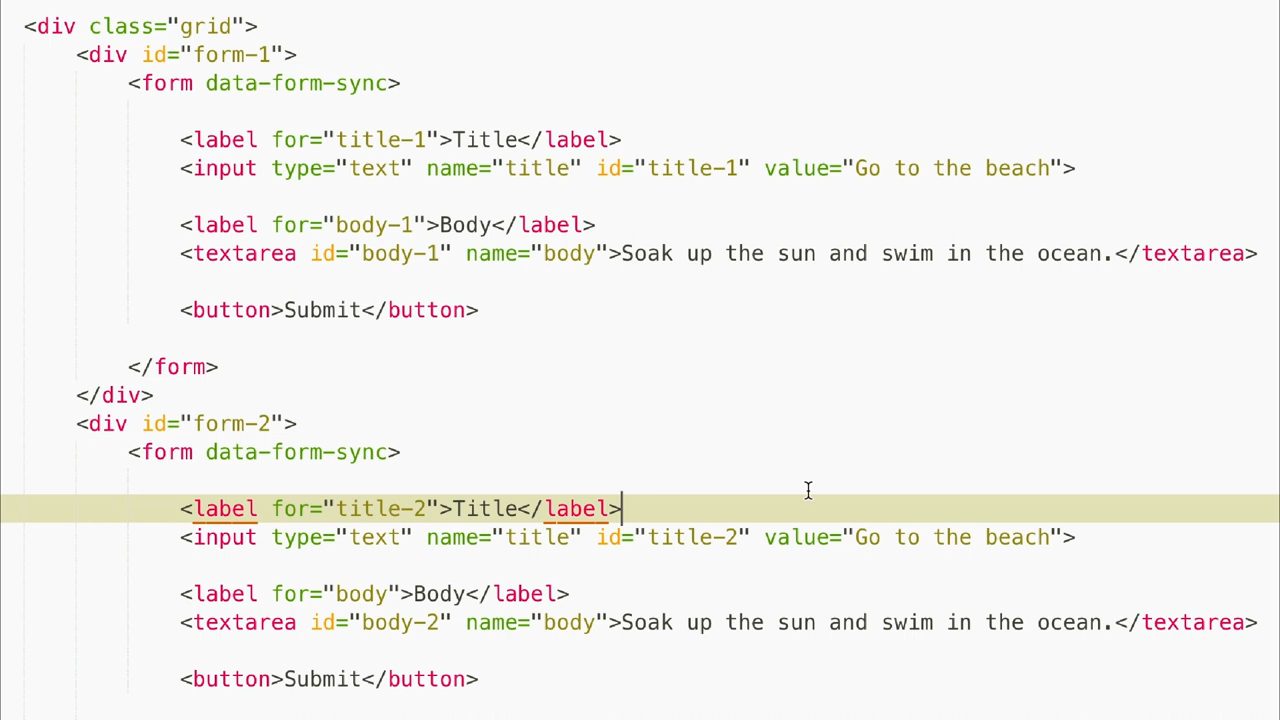 <div class="grid">
<div id="form-1">
<form data-form-sync>
<label for="title-1">Title</label>
<input type="text" name="title" id="title-1" value="Go to the beach">
<label for="body-1">Body</label>
<textarea id="body-1" name="body">Soak up the sun and swim in the ocean.</textarea>
<button>Submit</button>
</form>
</div>
<div id="form-2">
<form data-form-sync>
<label for="title-2">Title</label>
<input type="text" name="title" id="title-2" value="Go to the beach">
<label for="body">Body</label>
<textarea id="body-2" name="body">Soak up the sun and swim in the ocean.</textarea>
<button>Submit</button>